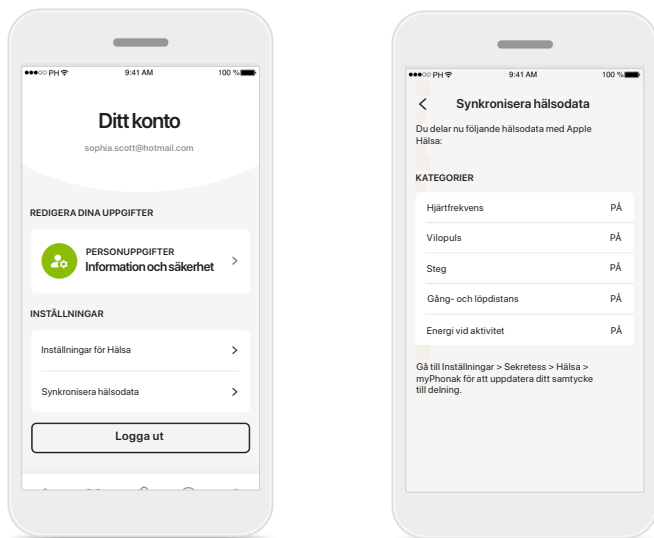 PH 9:41 AM 100 %
Ditt konto
sophia.scott@hotmail.com
REDIGERA DINA UPPGIFTER
PERSONUPPGIFTER
Information och säkerhet
INSTÄLLNINGAR
Inställningar för Hälsa
Synkronisera hälsodata
Logga ut
PH 9:41 AM 100 %
Synkronisera hälsodata
Du delar nu följande hälsodata med Apple
Hälsa:
KATEGORIER
Hjärtfrekvens PÅ
Vilopuls PÅ
Steg PÅ
Gång- och löpdistans PÅ
Energi vid aktivitet PÅ
Gå till Inställningar > Sekretess > Hälsa >
myPhonak för att uppdatera ditt samtycke
till delning.